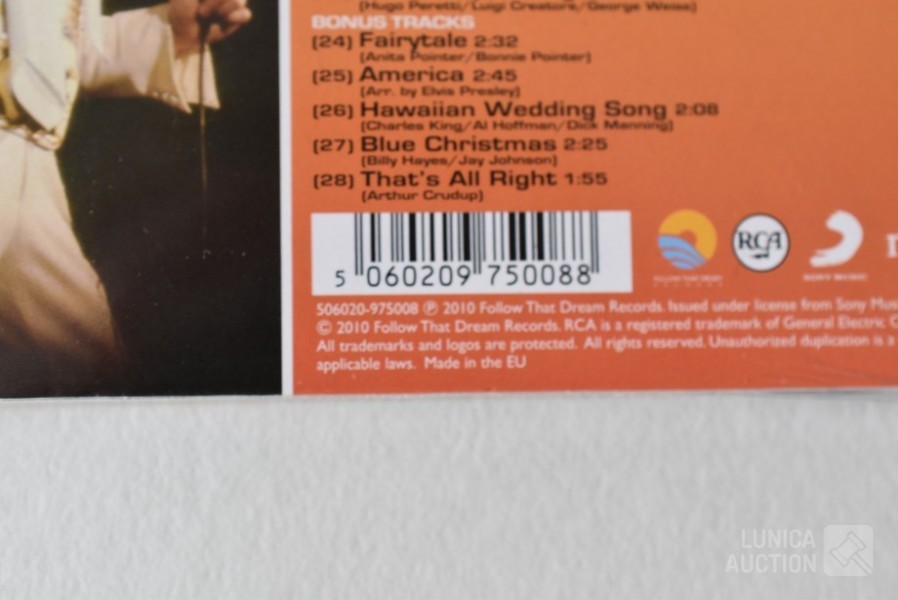 (Hugo Peretti/Luigi Creatore/George Weiss)
BONUS TRACKS
(24) Fairytale 2:32
(Anita Pointer/Bonnie Pointer)
(25) America 2:45
(Arr. by Elvis Presley)
(26) Hawaiian Wedding Song 2:08
(Charles King/Al Hoffman/Dick Manning)
(27) Blue Christmas 2:25
(Billy Hayes/Jay Johnson)
(28) That's All Right 1:55
(Arthur Crudup)
5 060209 750088
FOLLOW THAT DREAM
RCA
SONY MUSIC
506020-975008 ℗ 2010 Follow That Dream Records. Issued under license from Sony Mus
© 2010 Follow That Dream Records. RCA is a registered trademark of General Electric C
All trademarks and logos are protected. All rights reserved. Unauthorized duplication is a
applicable laws. Made in the EU
LUNICA
AUCTION